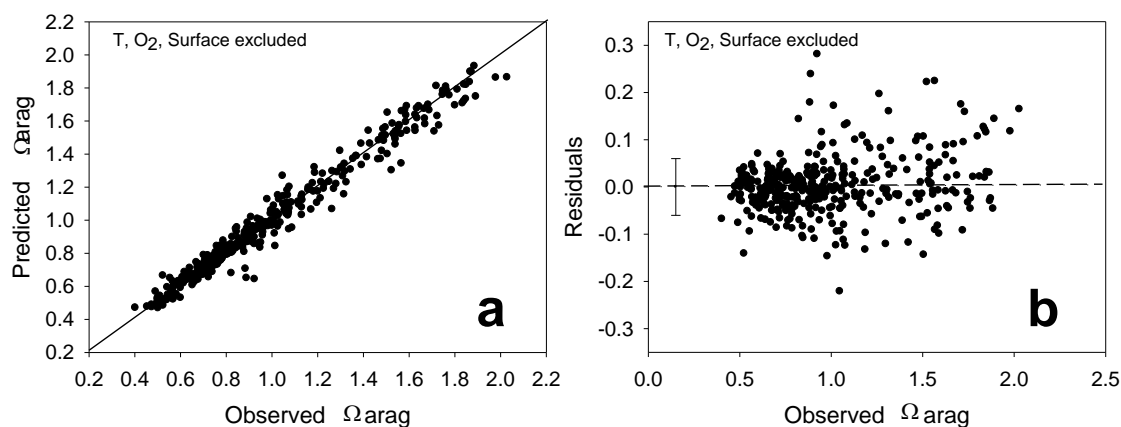 T, O2, Surface excluded
2.2
2.0
1.8
1.6
1.4
1.2
1.0
0.8
0.6
0.4
0.2
Predicted Ωarag
a
0.2 0.4 0.6 0.8 1.0 1.2 1.4 1.6 1.8 2.0 2.2
Observed Ω arag
T, O2, Surface excluded
0.3
0.2
0.1
0.0
-0.1
-0.2
-0.3
Residuals
b
0.0 0.5 1.0 1.5 2.0 2.5
Observed Ω arag